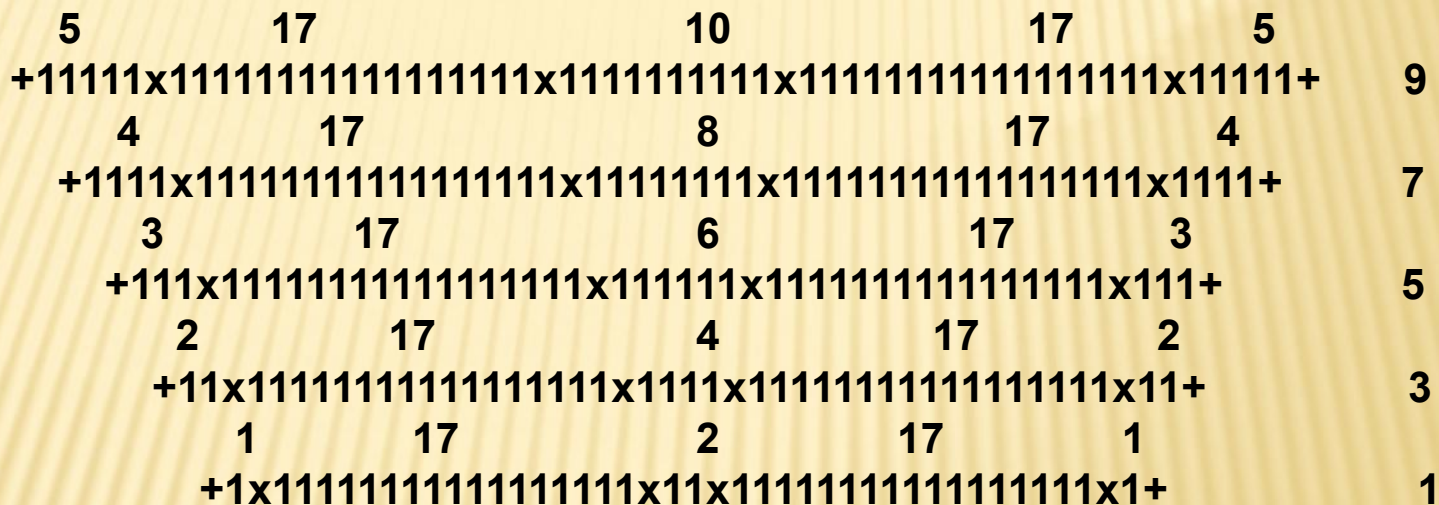 5 17 10 17 5
+11111x11111111111111111x1111111111x11111111111111111x11111+ 9
4 17 8 17 4
+1111x11111111111111111x11111111x11111111111111111x1111+ 7
3 17 6 17 3
+111x11111111111111111x111111x1111111111111111x111+ 5
2 17 4 17 2
+11x11111111111111111x1111x11111111111111111x11+ 3
1 17 2 17 1
+1x11111111111111111x11x11111111111111111x1+ 1